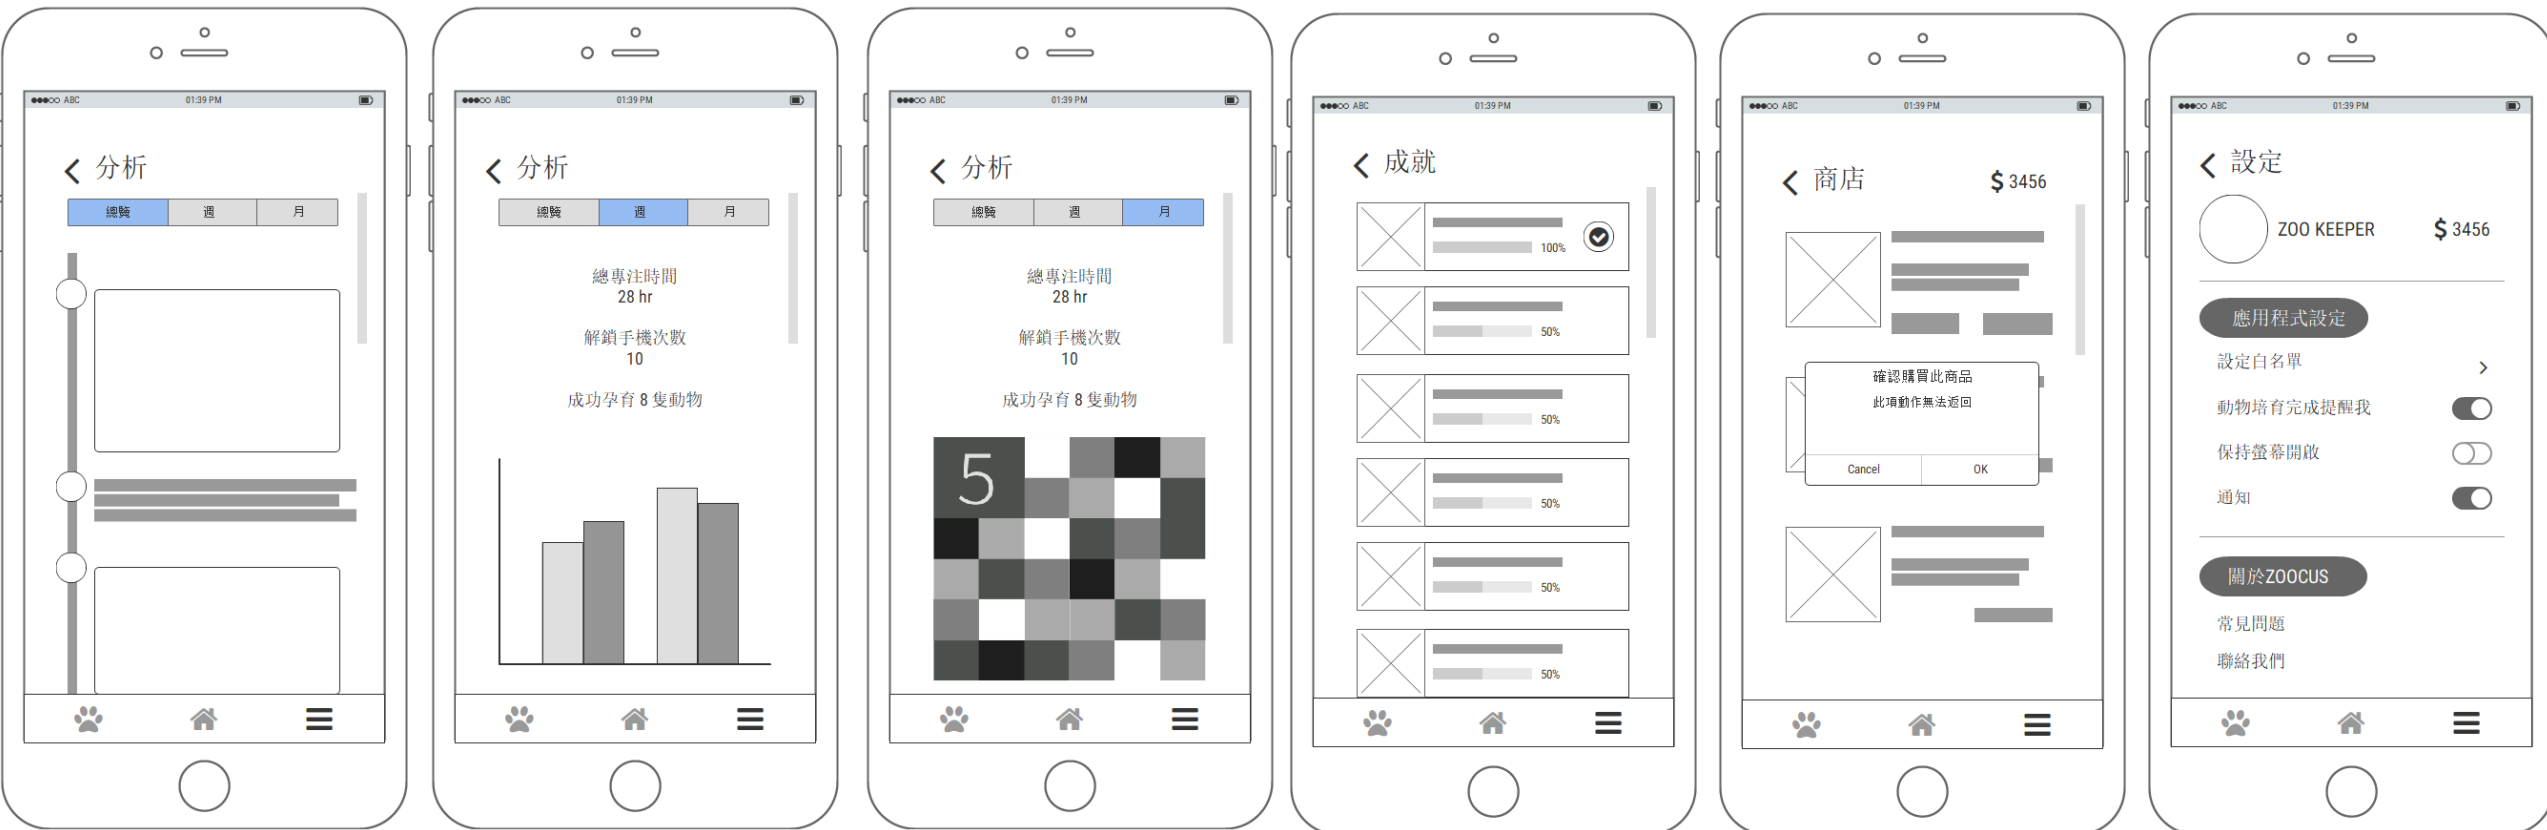 ABC 01:39 PM
分析
總覽 週 月
ABC 01:39 PM
分析
總覽 週 月
總專注時間
28 hr
解鎖手機次數
10
成功孕育 8 隻動物
ABC 01:39 PM
分析
總覽 週 月
總專注時間
28 hr
解鎖手機次數
10
成功孕育 8 隻動物
5
ABC 01:39 PM
成就
100%
50%
50%
50%
50%
50%
ABC 01:39 PM
商店 $ 3456
確認購買此商品
此項動作無法返回
Cancel OK
ABC 01:39 PM
設定
ZOO KEEPER $ 3456
應用程式設定
設定白名單
動物培育完成提醒我
保持螢幕開啟
通知
關於ZOOCUS
常見問題
聯絡我們